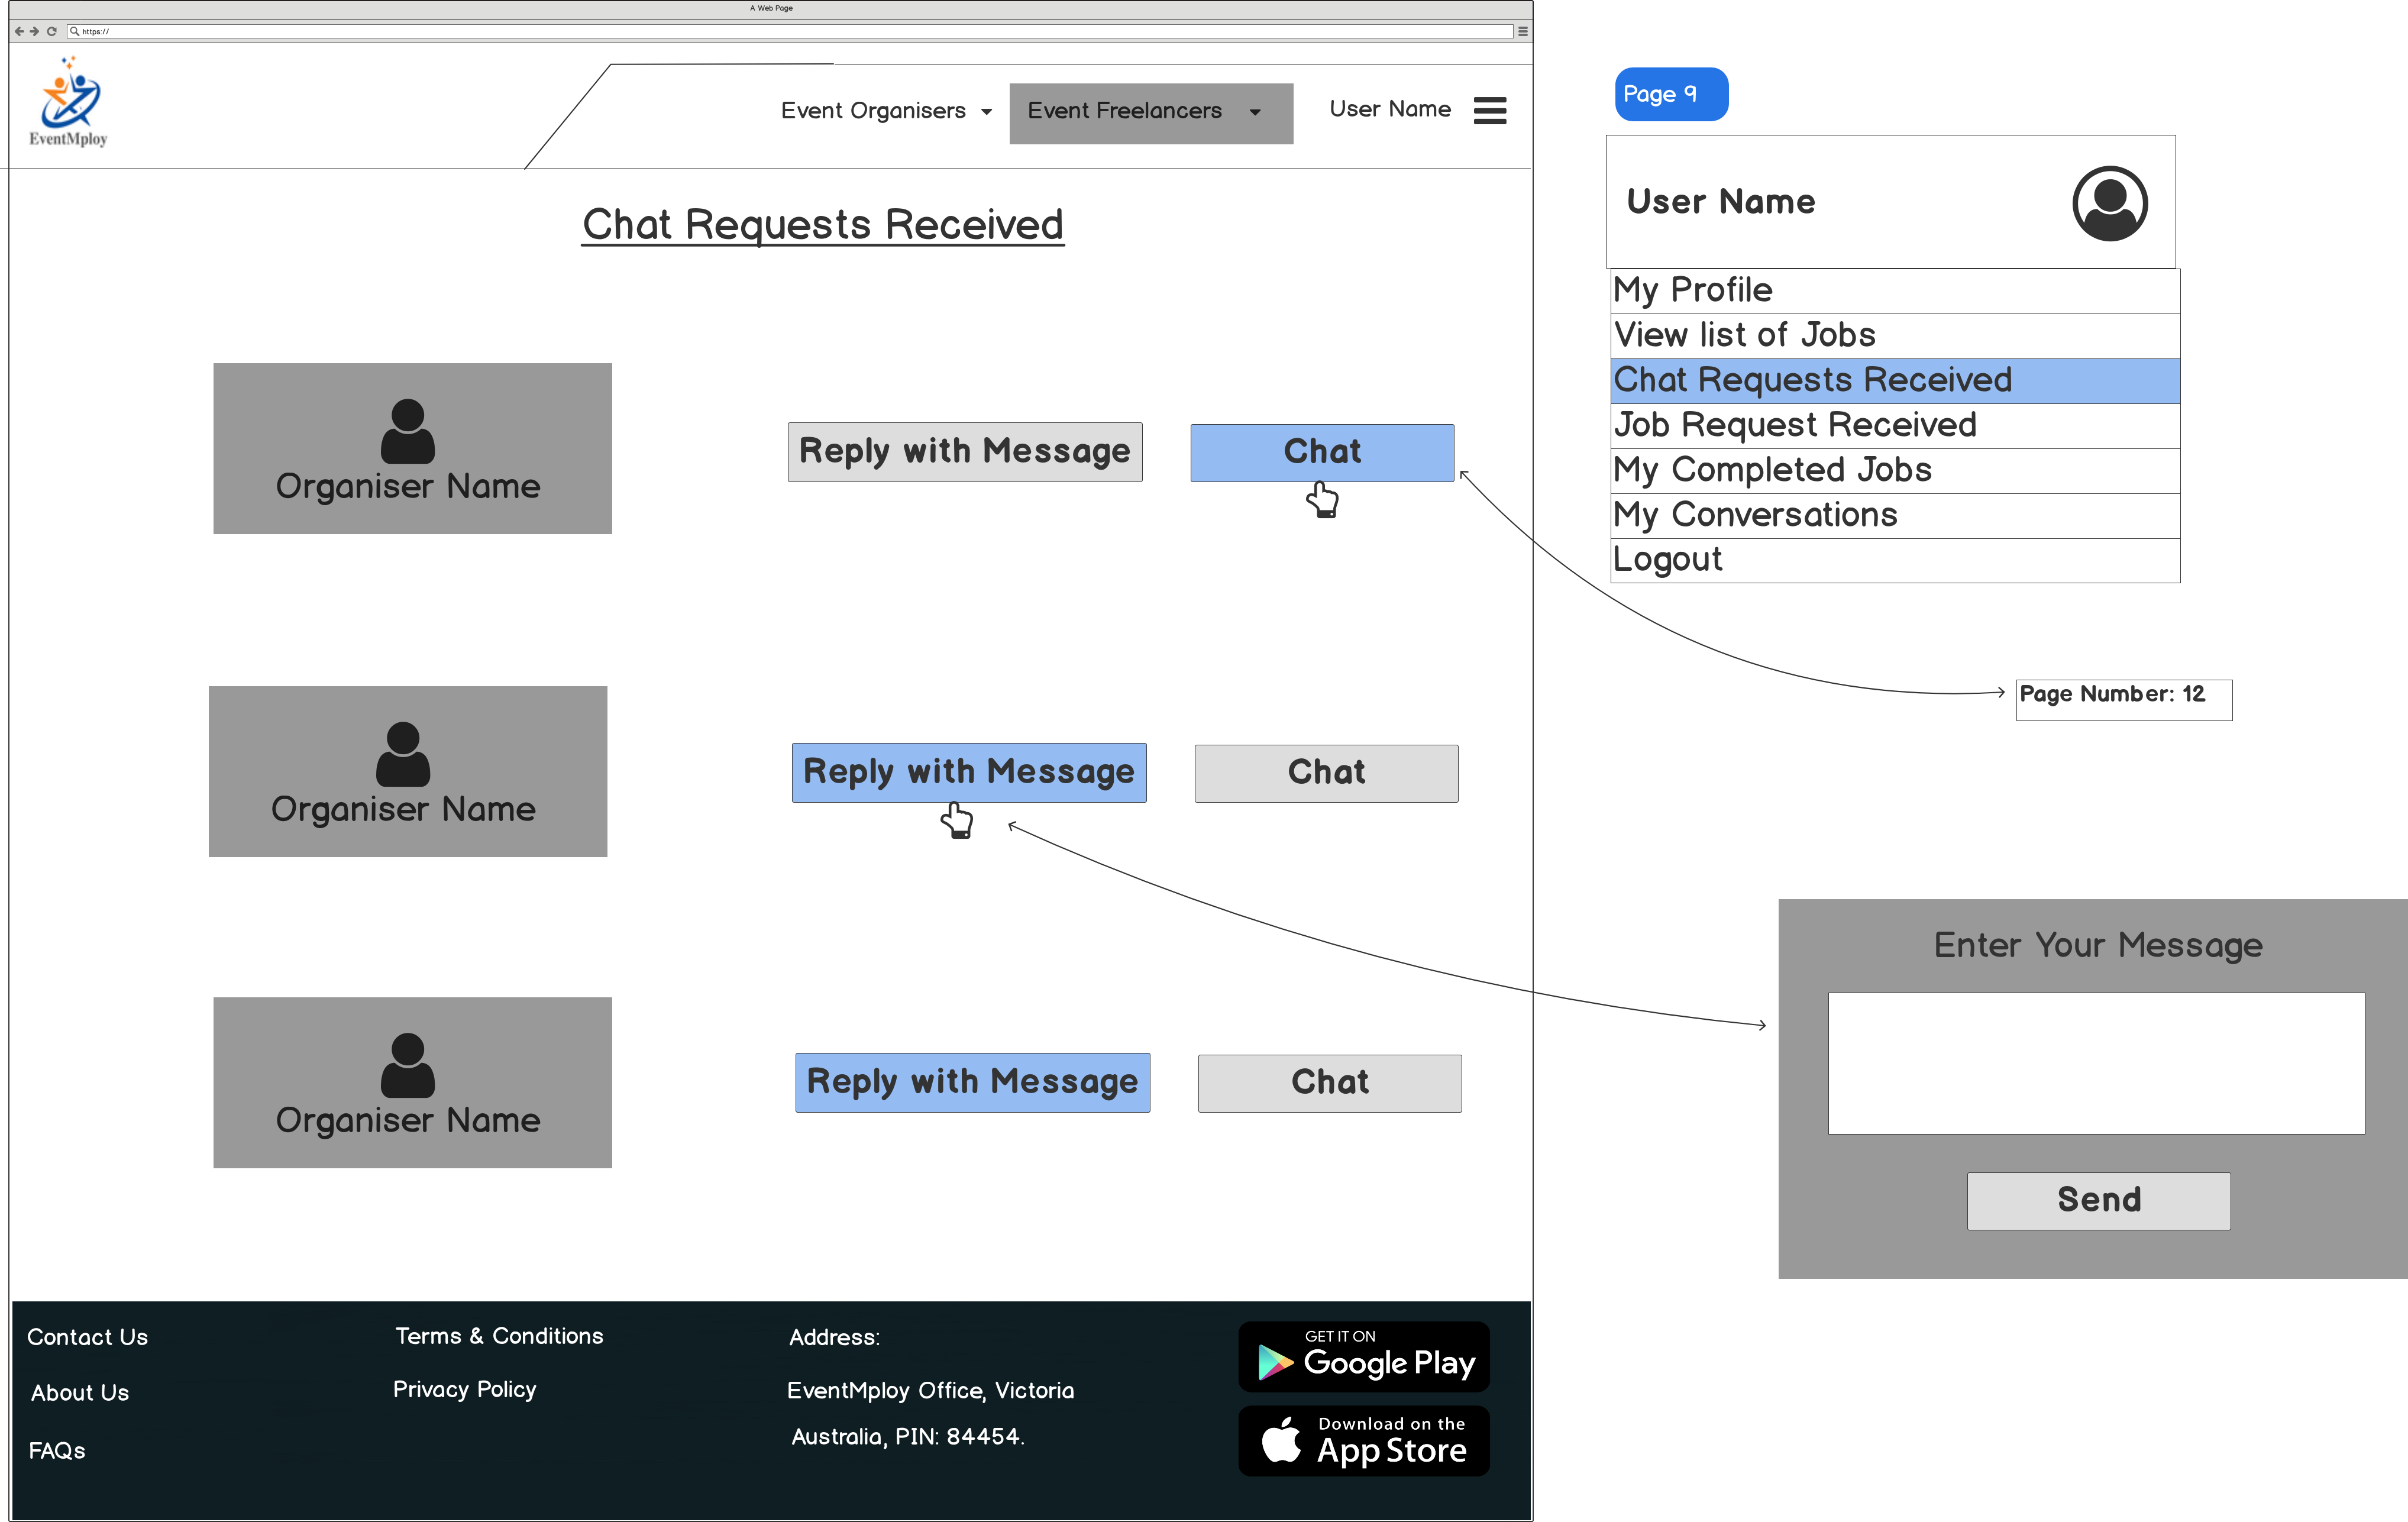 A Web Page
https://
EventMploy
Event Organisers
Event Freelancers
User Name
Chat Requests Received
Organiser Name
Reply with Message
Chat
Organiser Name
Reply with Message
Chat
Organiser Name
Reply with Message
Chat
Contact Us
About Us
FAQs
Terms & Conditions
Privacy Policy
Address:
EventMploy Office, Victoria
Australia, PIN: 84454.
GET IT ON
Google Play
Download on the
App Store
Page 9
User Name
My Profile
View list of Jobs
Chat Requests Received
Job Request Received
My Completed Jobs
My Conversations
Logout
Page Number: 12
Enter Your Message
Send